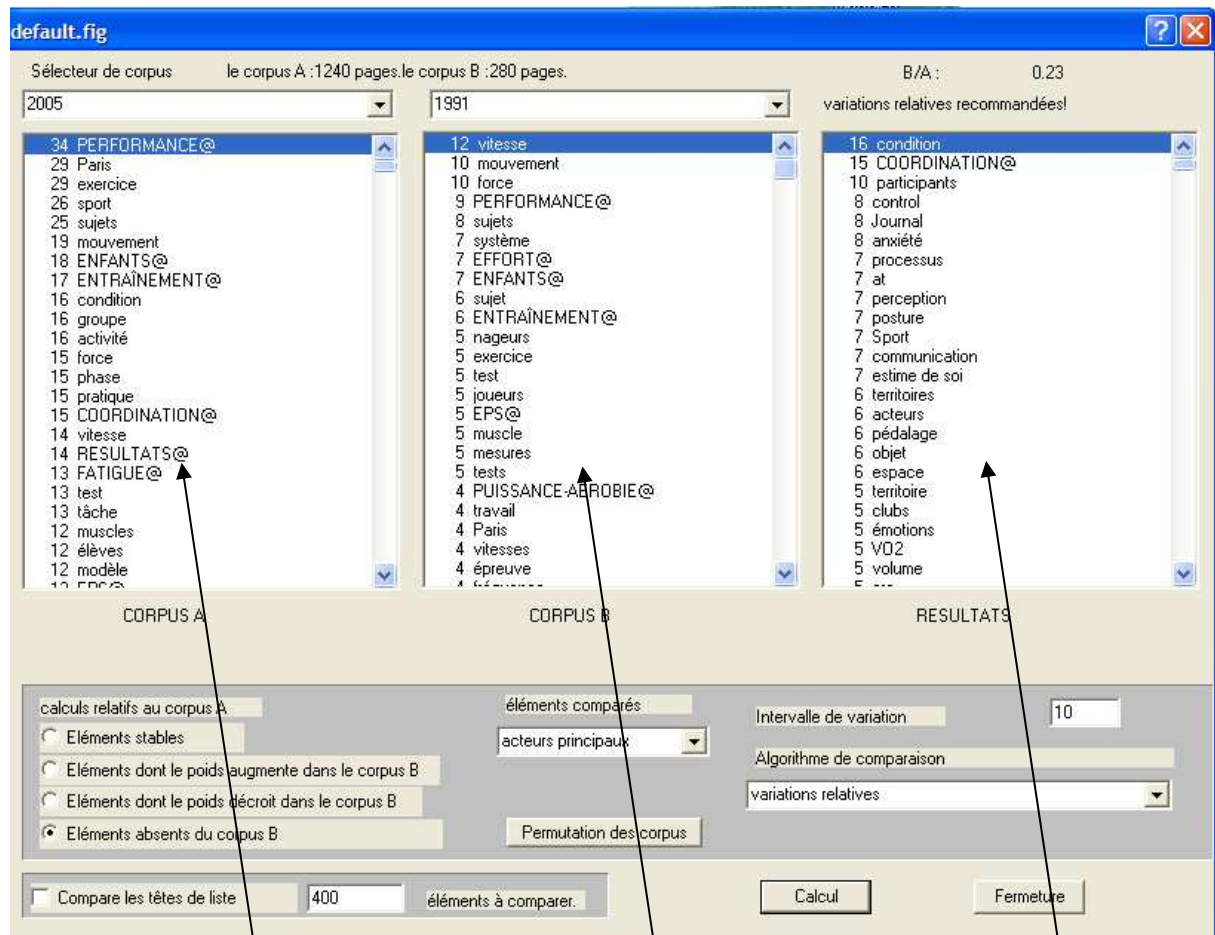 default.fig
Sélecteur de corpus le corpus A :1240 pages.le corpus B :280 pages. B/A : 0.23
2005 1991 variations relatives recommandées!
34 PERFORMANCE@
29 Paris
29 exercice
26 sport
25 sujets
19 mouvement
18 ENFANTS@
17 ENTRAÎNEMENT@
16 condition
16 groupe
16 activité
15 force
15 phase
15 pratique
15 COORDINATION@
14 vitesse
14 RESULTATS@
13 FATIGUE@
13 test
13 tâche
12 muscles
12 élèves
12 modèle
12 EPS@
CORPUS A
12 vitesse
10 mouvement
10 force
9 PERFORMANCE@
8 sujets
7 système
7 EFFORT@
7 ENFANTS@
6 sujet
6 ENTRAÎNEMENT@
5 nageurs
5 exercice
5 test
5 joueurs
5 EPS@
5 muscle
5 mesures
5 tests
4 PUISSANCE-AEROBIE@
4 travail
4 Paris
4 vitesses
4 épreuve
CORPUS B
16 condition
15 COORDINATION@
10 participants
8 control
8 Journal
8 anxiété
7 processus
7 at
7 perception
7 posture
7 Sport
7 communication
7 estime de soi
6 territoires
6 acteurs
6 pédalage
6 objet
6 espace
5 territoire
5 clubs
5 émotions
5 VO2
5 volume
RESULTATS
calculs relatifs au corpus A
Eléments stables
Eléments dont le poids augmente dans le corpus B
Eléments dont le poids décroit dans le corpus B
Eléments absents du corpus B
éléments comparés
acteurs principaux
Permutation des corpus
Intervalle de variation 10
Algorithme de comparaison
variations relatives
Compare les têtes de liste 400 éléments à comparer.
Calcul Fermeture